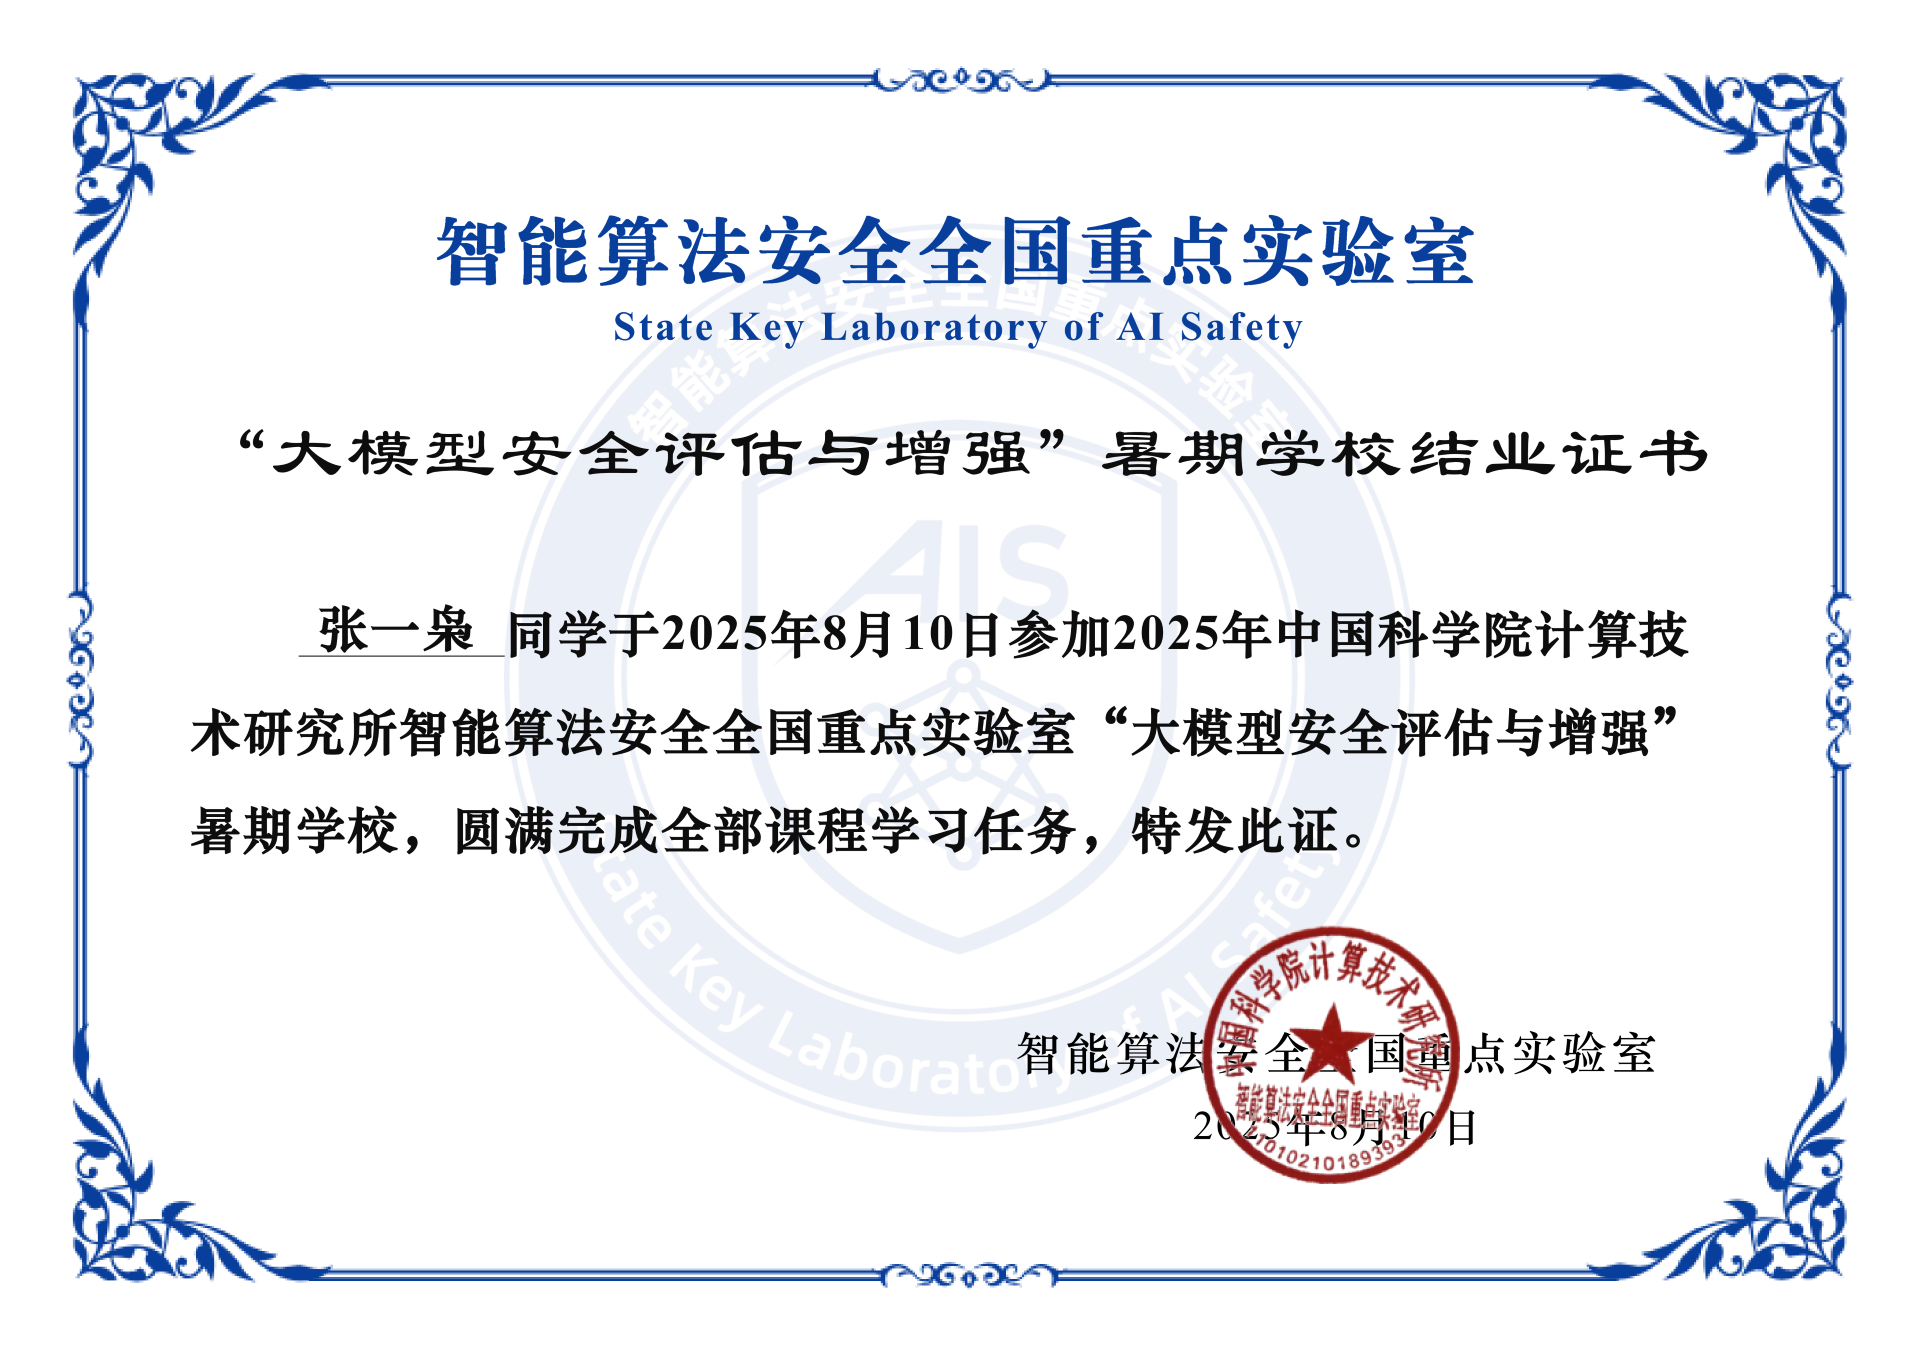 智能算法安全全国重点实验室
State Key Laboratory of AI Safety
“大模型安全评估与增强”暑期学校结业证书
张一枭 同学于2025年8月10日参加2025年中国科学院计算技
术研究所智能算法安全全国重点实验室“大模型安全评估与增强”
暑期学校，圆满完成全部课程学习任务，特发此证。
智能算法安全全国重点实验室
2025年8月10日
中国科学院计算技术研究所
智能算法安全全国重点实验室
1101021018939​3
智能算法安全全国重点实验室
AIS
State Key Laboratory of AI Safety